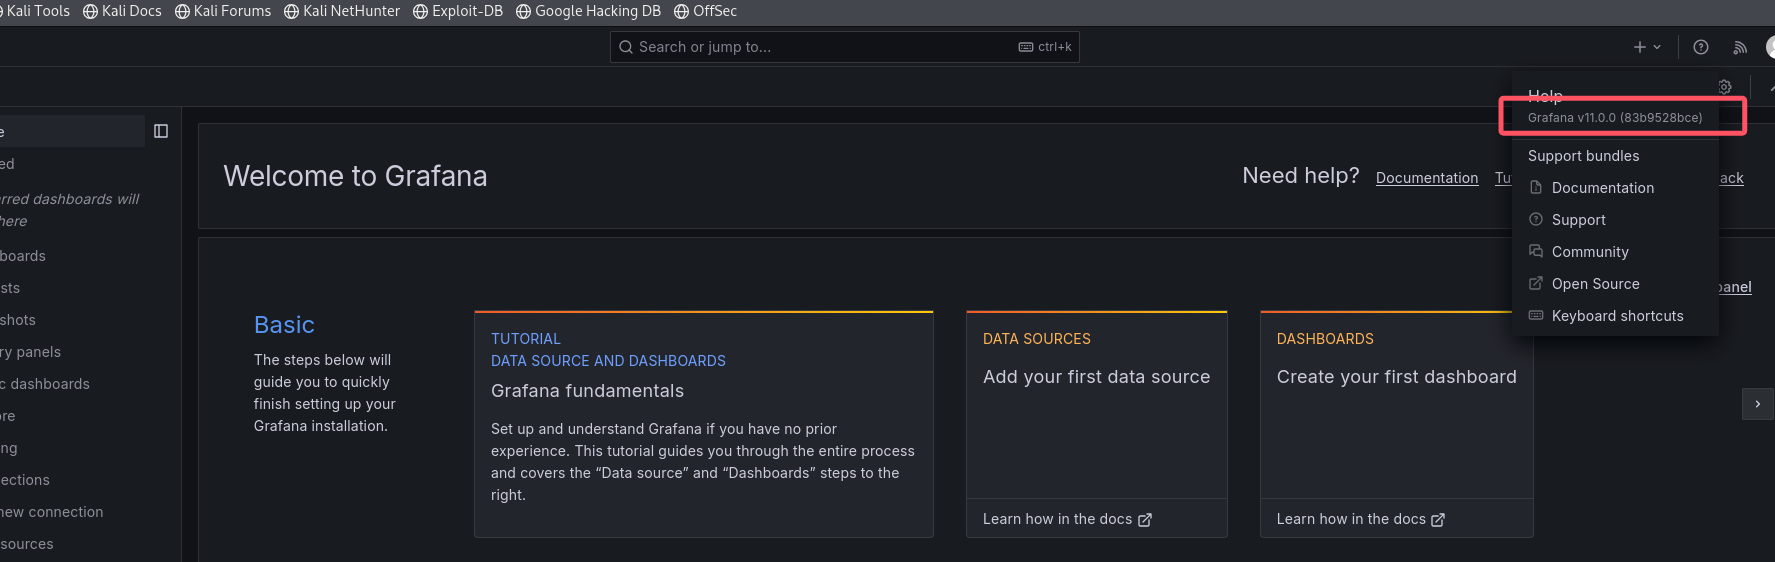 Kali Tools Kali Docs Kali Forums Kali NetHunter Exploit-DB Google Hacking DB OffSec
Search or jump to... ctrl+k
Help
Grafana v11.0.0 (83b9528bce)
Support bundles
Documentation
Support
Community
Open Source
Keyboard shortcuts
e
ed
rred dashboards will
here
boards
sts
shots
ry panels
c dashboards
ore
ng
ections
new connection
sources
Welcome to Grafana
Need help? Documentation Tu ack
panel
Basic
The steps below will
guide you to quickly
finish setting up your
Grafana installation.
TUTORIAL
DATA SOURCE AND DASHBOARDS
Grafana fundamentals
Set up and understand Grafana if you have no prior
experience. This tutorial guides you through the entire process
and covers the “Data source” and “Dashboards” steps to the
right.
DATA SOURCES
Add your first data source
Learn how in the docs
DASHBOARDS
Create your first dashboard
Learn how in the docs